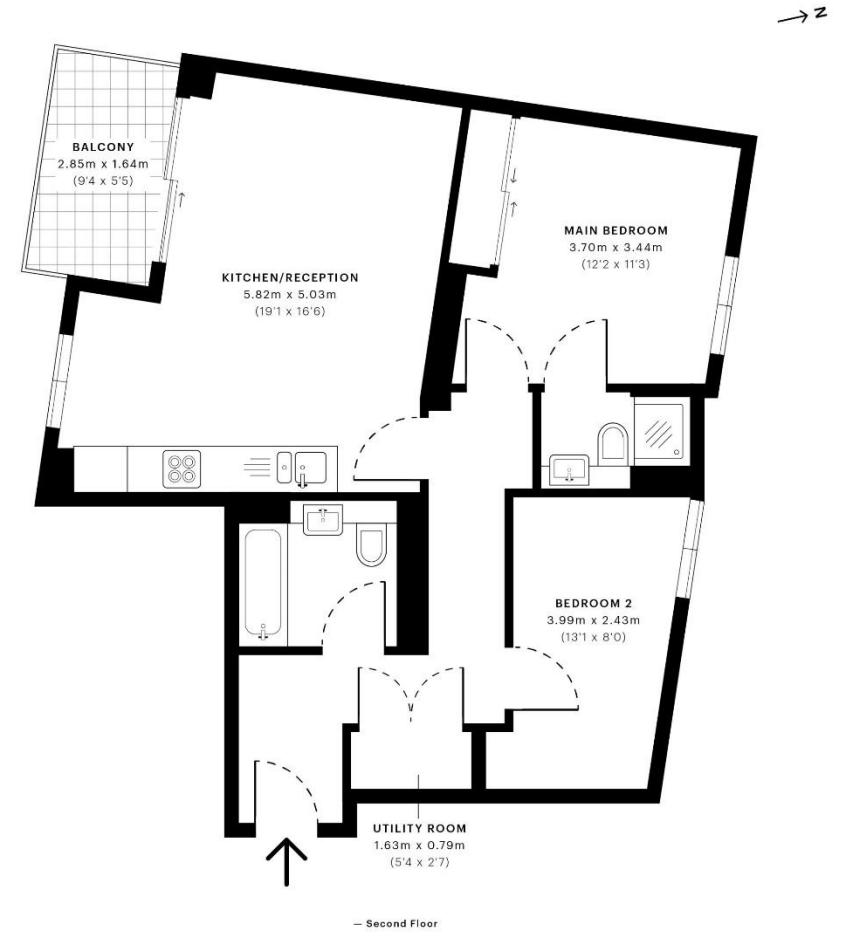 N
BALCONY
2.85m x 1.64m
(9'4 x 5'5)
MAIN BEDROOM
3.70m x 3.44m
(12'2 x 11'3)
KITCHEN/RECEPTION
5.82m x 5.03m
(19'1 x 16'6)
BEDROOM 2
3.99m x 2.43m
(13'1 x 8'0)
UTILITY ROOM
1.63m x 0.79m
(5'4 x 2'7)
— Second Floor